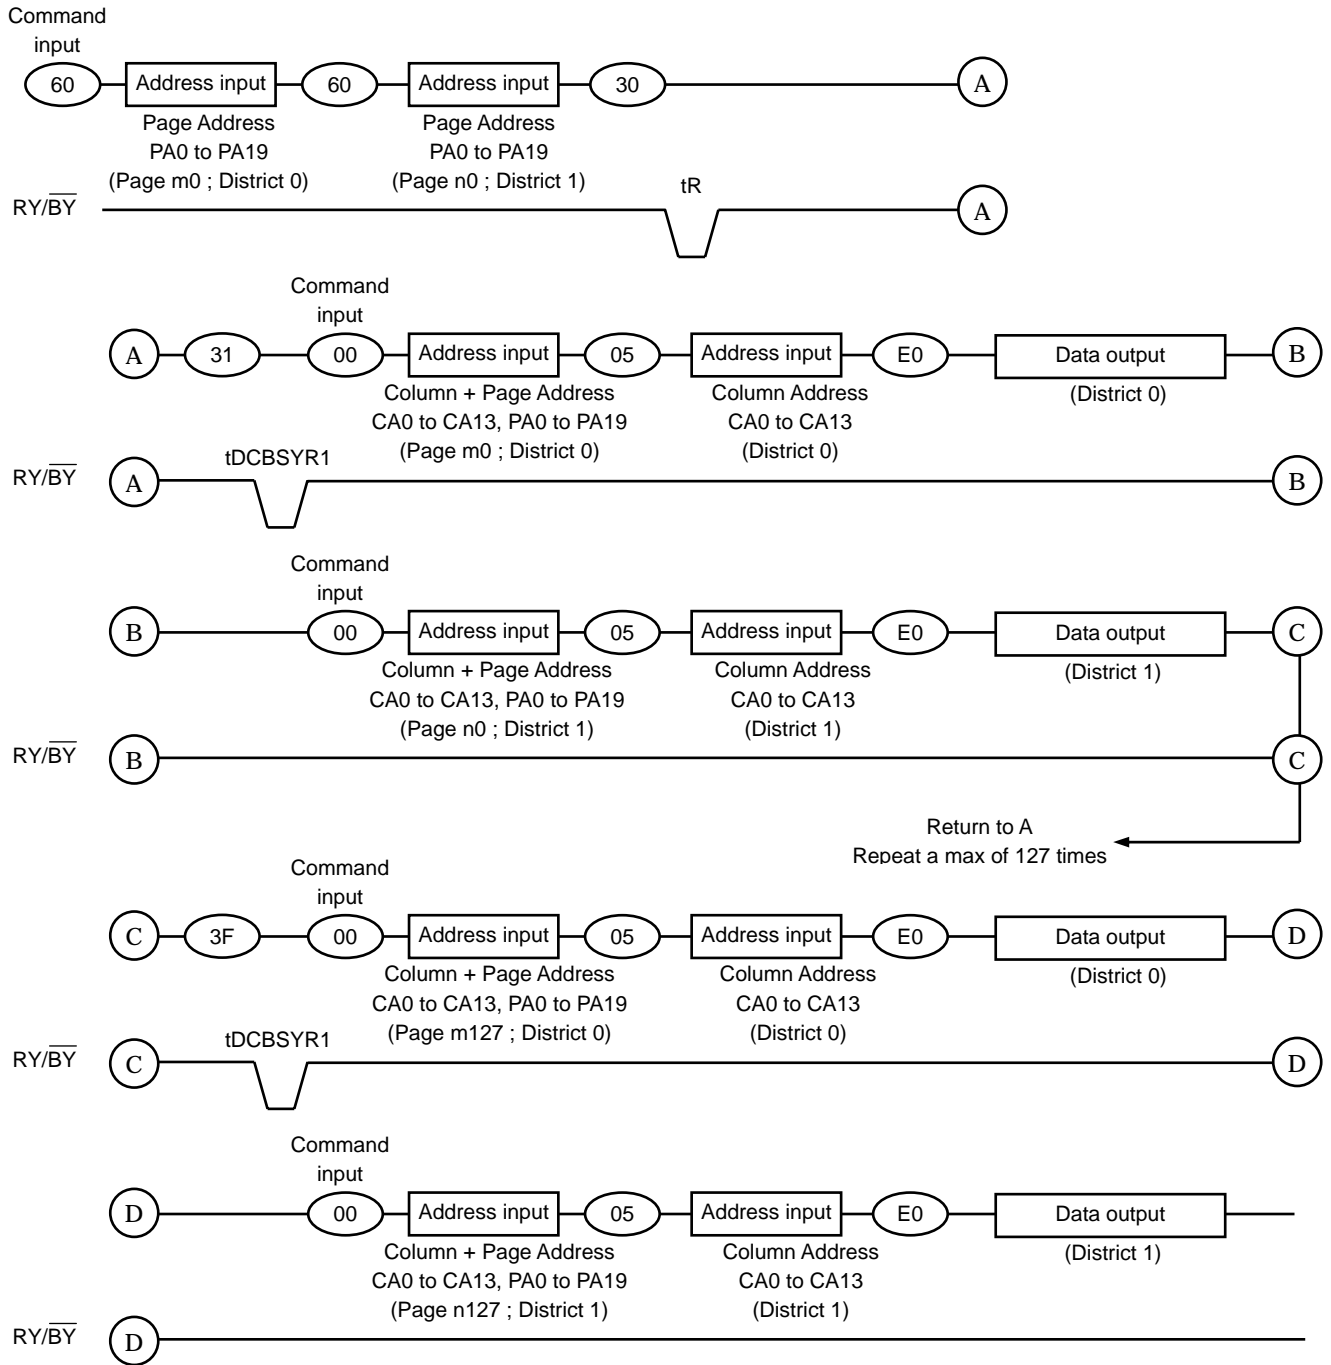 Command
input
60 Address input 60 Address input 30 A
Page Address Page Address
PA0 to PA19 PA0 to PA19
(Page m0 ; District 0) (Page n0 ; District 1) tR
RY/BY A
Command
input
A 31 00 Address input 05 Address input E0 Data output B
Column + Page Address Column Address (District 0)
CA0 to CA13, PA0 to PA19 CA0 to CA13
(Page m0 ; District 0) (District 0)
tDCBSYR1
RY/BY A B
Command
input
B 00 Address input 05 Address input E0 Data output C
Column + Page Address Column Address (District 1)
CA0 to CA13, PA0 to PA19 CA0 to CA13
(Page n0 ; District 1) (District 1)
RY/BY B C
Return to A
Repeat a max of 127 times
Command
input
C 3F 00 Address input 05 Address input E0 Data output D
Column + Page Address Column Address (District 0)
CA0 to CA13, PA0 to PA19 CA0 to CA13
(Page m127 ; District 0) (District 0)
tDCBSYR1
RY/BY C D
Command
input
D 00 Address input 05 Address input E0 Data output
Column + Page Address Column Address (District 1)
CA0 to CA13, PA0 to PA19 CA0 to CA13
(Page n127 ; District 1) (District 1)
RY/BY D